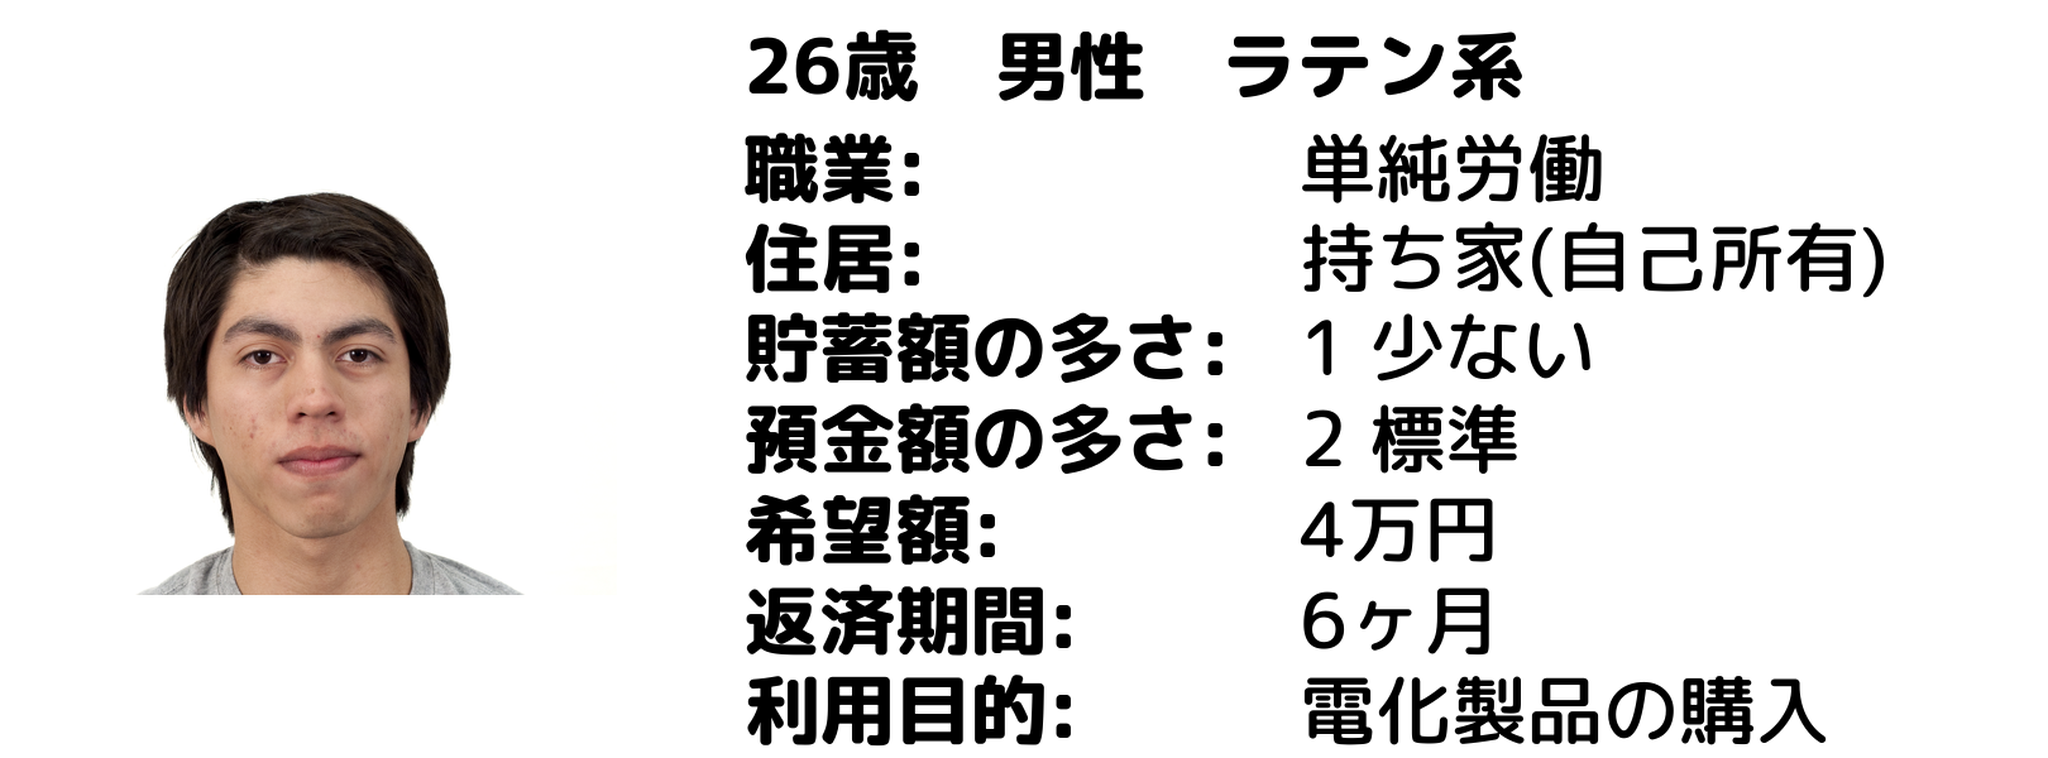 26歳　男性　ラテン系
職業: 単純労働
住居: 持ち家(自己所有)
貯蓄額の多さ: 1 少ない
預金額の多さ: 2 標準
希望額: 4万円
返済期間: 6ヶ月
利用目的: 電化製品の購入